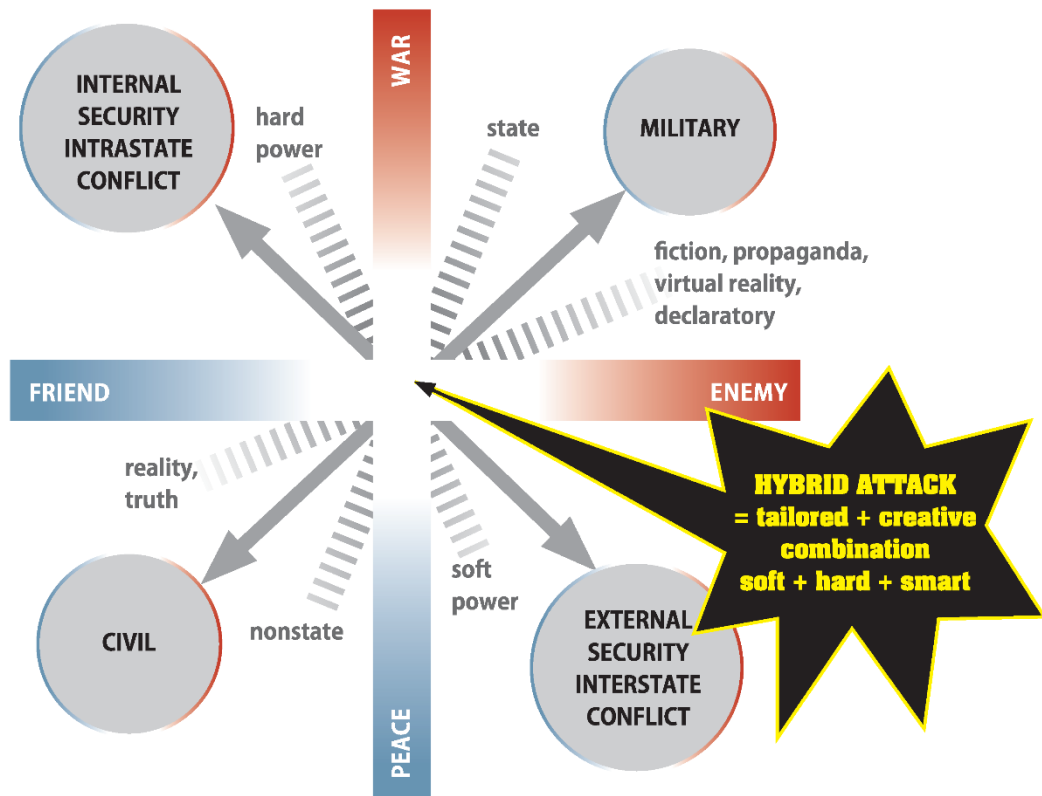 INTERNAL
SECURITY
INTRASTATE
CONFLICT
hard
power
WAR
state
MILITARY
fiction, propaganda,
virtual reality,
declaratory
FRIEND
ENEMY
reality,
truth
HYBRID ATTACK
= tailored + creative
combination
soft + hard + smart
CIVIL
nonstate
PEACE
soft
power
EXTERNAL
SECURITY
INTERSTATE
CONFLICT